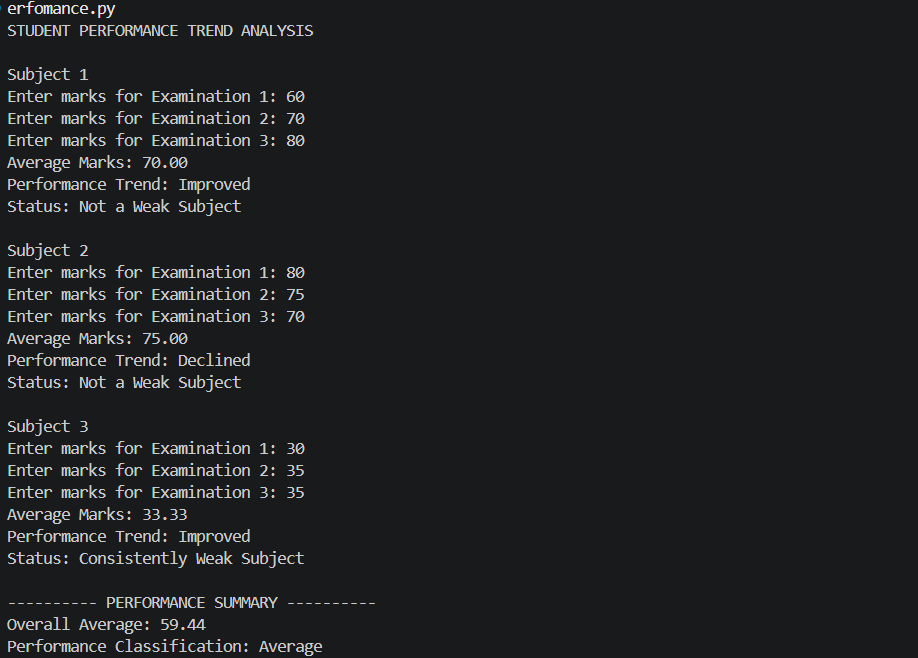 erfomance.py
STUDENT PERFORMANCE TREND ANALYSIS
Subject 1
Enter marks for Examination 1: 60
Enter marks for Examination 2: 70
Enter marks for Examination 3: 80
Average Marks: 70.00
Performance Trend: Improved
Status: Not a Weak Subject
Subject 2
Enter marks for Examination 1: 80
Enter marks for Examination 2: 75
Enter marks for Examination 3: 70
Average Marks: 75.00
Performance Trend: Declined
Status: Not a Weak Subject
Subject 3
Enter marks for Examination 1: 30
Enter marks for Examination 2: 35
Enter marks for Examination 3: 35
Average Marks: 33.33
Performance Trend: Improved
Status: Consistently Weak Subject
---------- PERFORMANCE SUMMARY ----------
Overall Average: 59.44
Performance Classification: Average